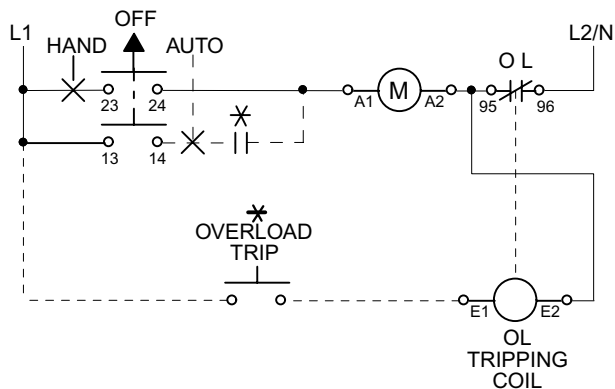 OFF
L1
HAND
AUTO
O L
L2/N
23
24
A1
M
A2
95
96
13
14
OVERLOAD
TRIP
E1
E2
OL
TRIPPING
COIL